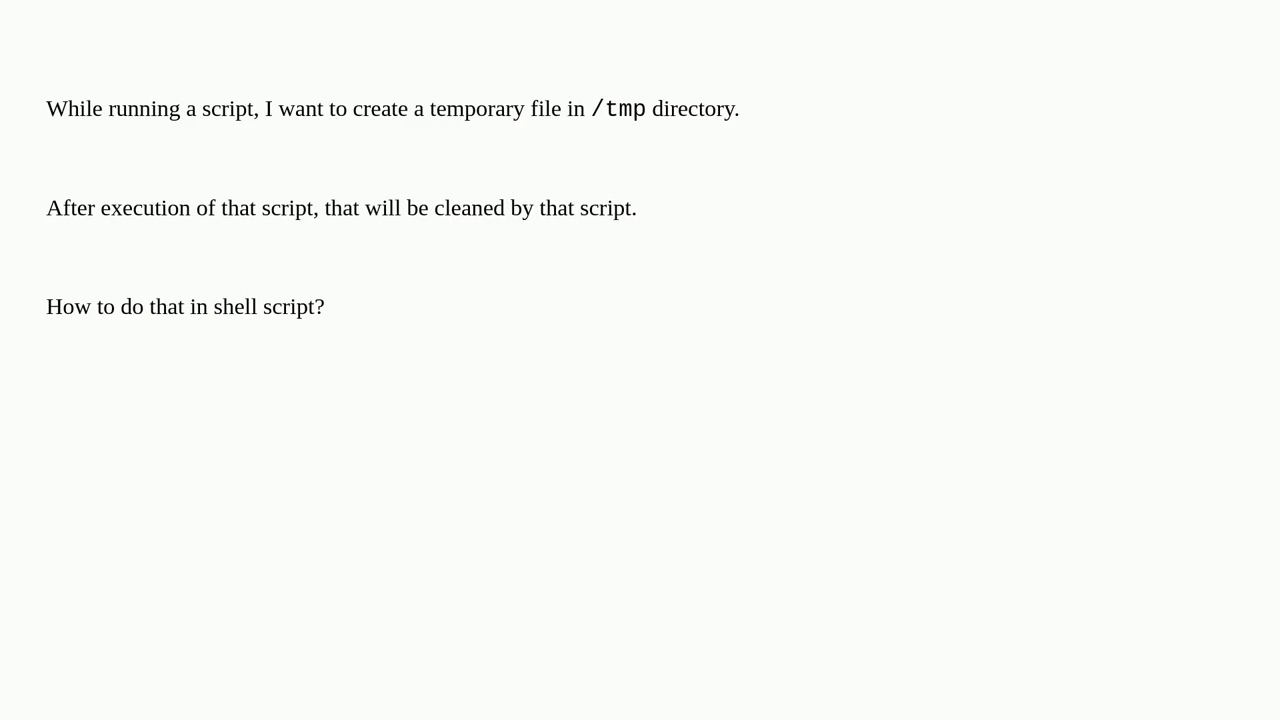 While running a script, I want to create a temporary file in /tmp directory.
After execution of that script, that will be cleaned by that script.
How to do that in shell script?